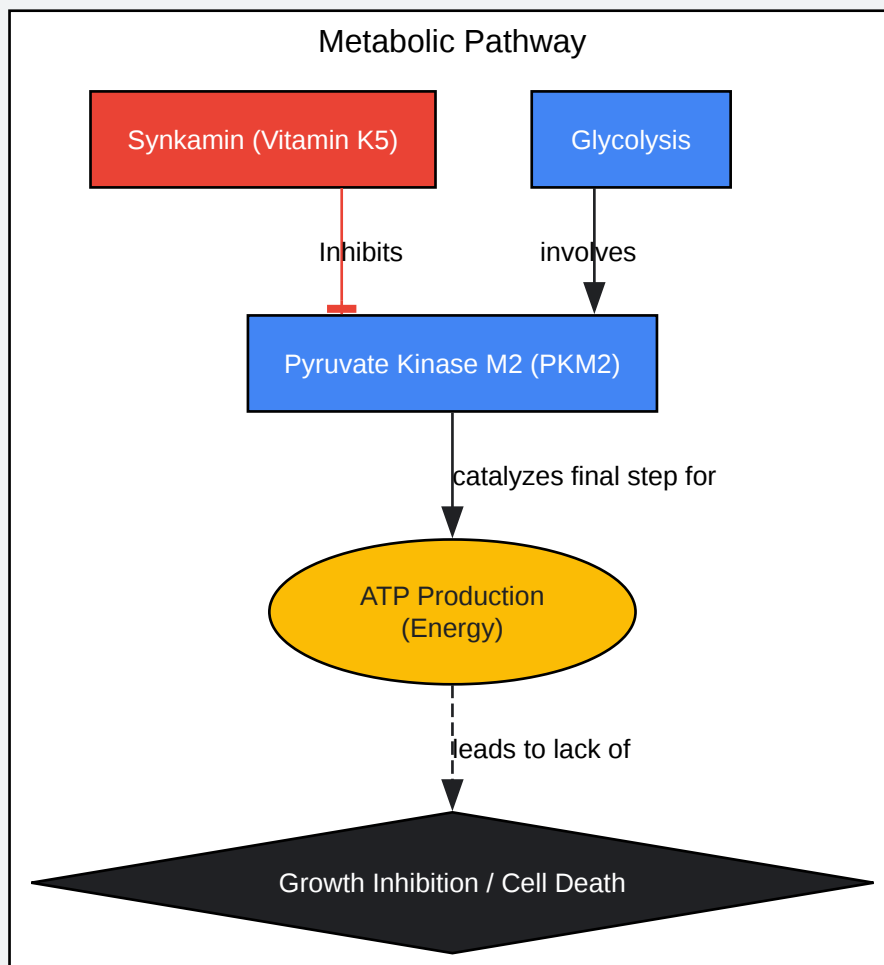 Metabolic Pathway
Synkamin (Vitamin K5)
Glycolysis
Inhibits
involves
Pyruvate Kinase M2 (PKM2)
catalyzes final step for
ATP Production
(Energy)
leads to lack of
Growth Inhibition / Cell Death